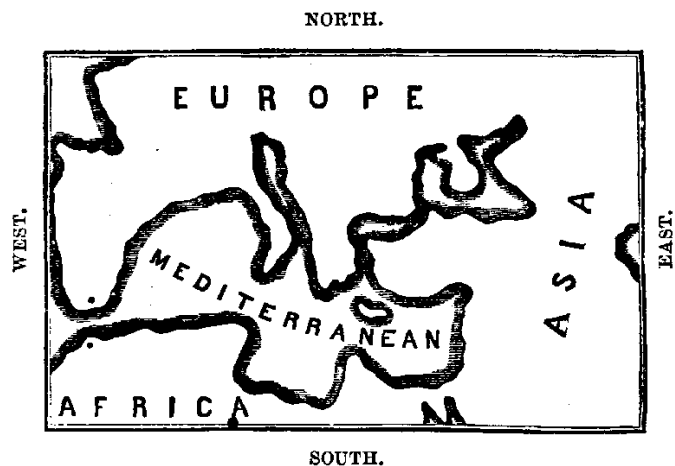 NORTH.
EUROPE
WEST.
ASIA
EAST.
MEDITERRANEAN
AFRICA
SOUTH.